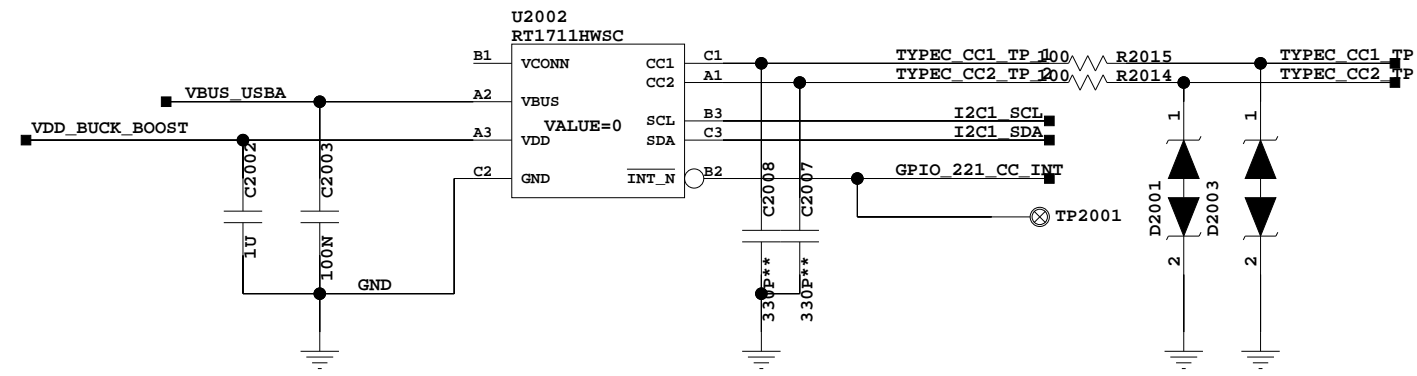 U2002
RT1711HWSC
B1 VCONN CC1 C1 TYPEC_CC1_TP_1 100 R2015 TYPEC_CC1_TP
CC2 A1 TYPEC_CC2_TP_2 100 R2014 TYPEC_CC2_TP
VBUS_USBA A2 VBUS
VDD_BUCK_BOOST A3 VDD
VALUE=0
SCL B3 I2C1_SCL
SDA C3 I2C1_SDA
C2 GND INT_N B2 GPIO_221_CC_INT
TP2001
C2002
1U
C2003
100N
GND
C2008
330P**
C2007
330P**
1
D2001
2
1
D2003
2